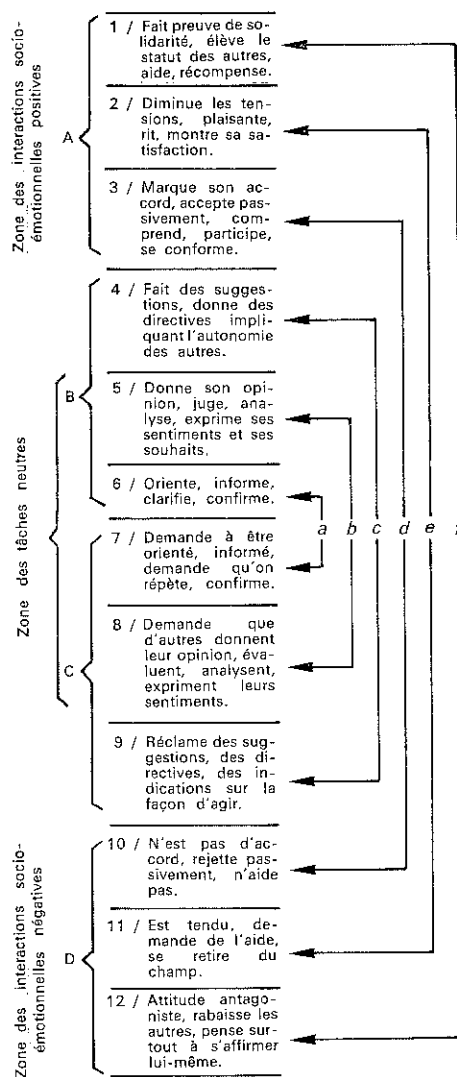 Zone des interactions socio-
émotionnelles positives
A
1 / Fait preuve de so-
lidarité, élève le
statut des autres,
aide, récompense.
2 / Diminue les ten-
sions, plaisante,
rit, montre sa sa-
tisfaction.
3 / Marque son ac-
cord, accepte pas-
sivement, com-
prend, participe,
se conforme.
Zone des tâches neutres
B
4 / Fait des sugges-
tions, donne des
directives impli-
quant l'autonomie
des autres.
5 / Donne son opi-
nion, juge, ana-
lyse, exprime ses
sentiments et ses
souhaits.
6 / Oriente, informe,
clarifie, confirme.
C
7 / Demande à être
orienté, informé,
demande qu'on
répète, confirme.
8 / Demande que
d'autres donnent
leur opinion, éva-
luent, analysent,
expriment leurs
sentiments.
9 / Réclame des sug-
gestions, des di-
rectives, des in-
dications sur la
façon d'agir.
Zone des interactions socio-
émotionnelles négatives
D
10 / N'est pas d'ac-
cord, rejette pas-
sivement, n'aide
pas.
11 / Est tendu, de-
mande de l'aide,
se retire du
champ.
12 / Attitude antago-
niste, rabaisse les
autres, pense sur-
tout à s'affirmer
lui-même.
a b c d e